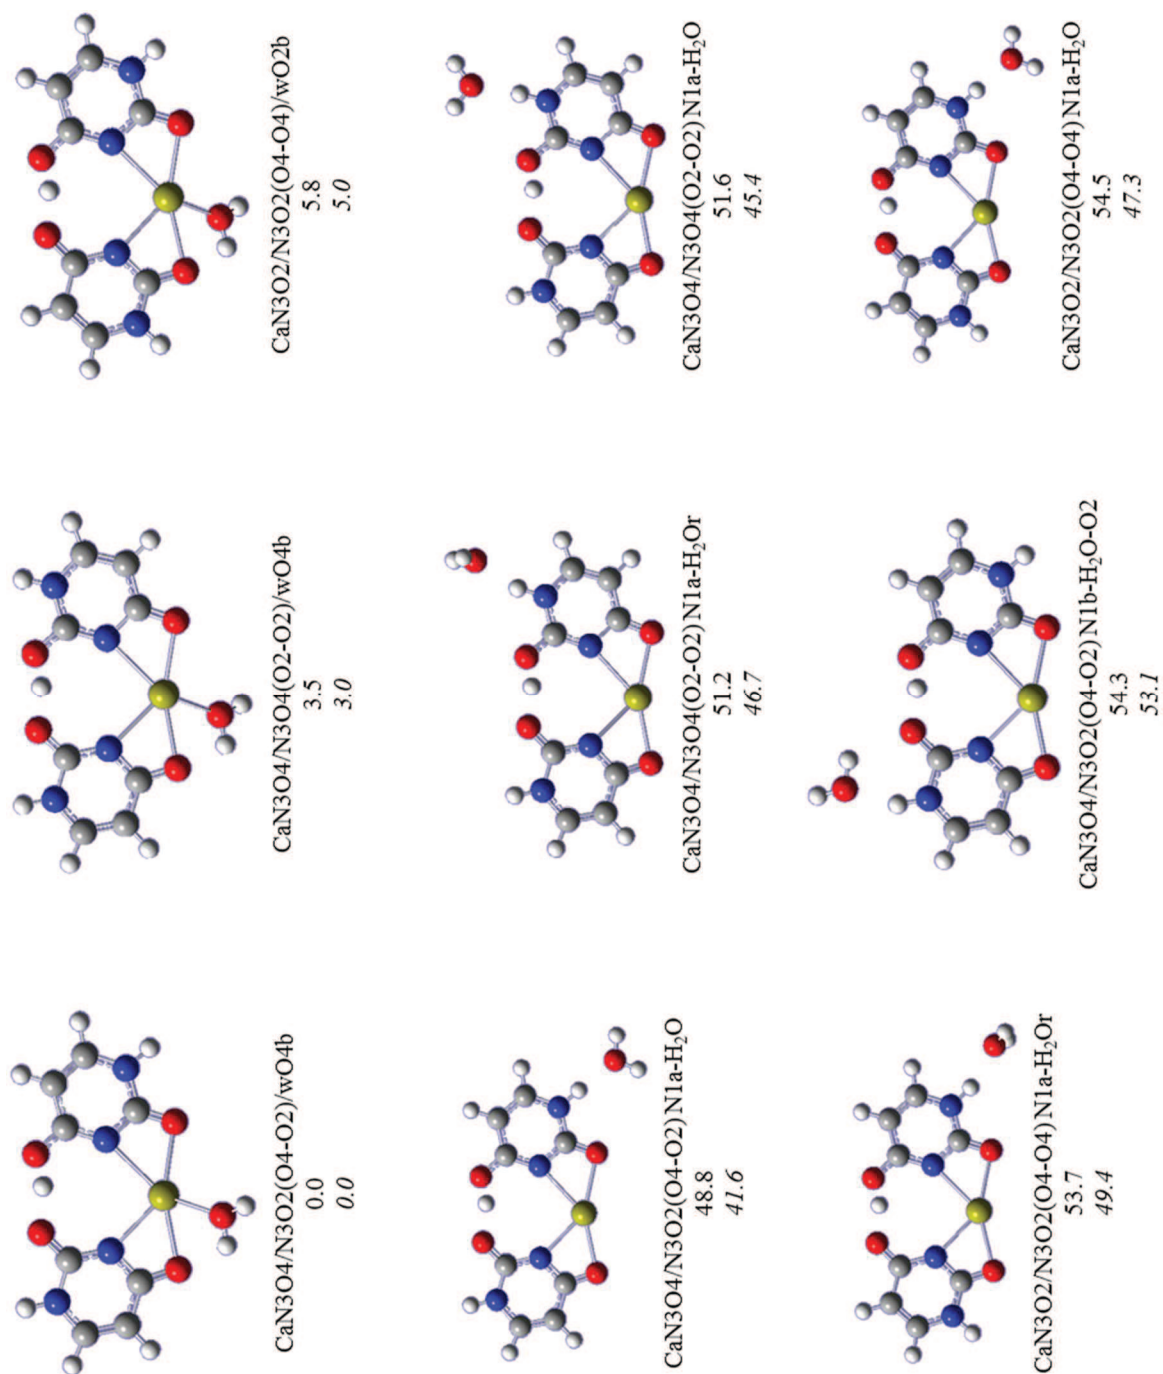 CaN3O4/N3O2(O4-O2)/wO4b
0.0
0.0
CaN3O4/N3O4(O2-O2)/wO4b
3.5
3.0
CaN3O2/N3O2(O4-O4)/wO2b
5.8
5.0
CaN3O4/N3O2(O4-O2) N1a-H₂O
48.8
41.6
CaN3O4/N3O4(O2-O2) N1a-H₂Or
51.2
46.7
CaN3O4/N3O4(O2-O2) N1a-H₂O
51.6
45.4
CaN3O2/N3O2(O4-O4) N1a-H₂Or
53.7
49.4
CaN3O4/N3O2(O4-O2) N1b-H₂O-O2
54.3
53.1
CaN3O2/N3O2(O4-O4) N1a-H₂O
54.5
47.3